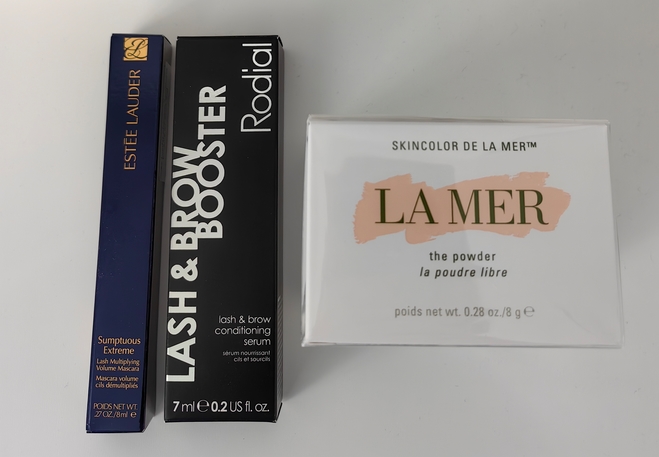 ESTĒE LAUDER
Sumptuous
Extreme
Lash Multiplying
Volume Mascara
Mascara volume
cils démultipliés
POIDS NET WT.
.27 OZ./8ml e
Rodial
LASH & BROW
BOOSTER
lash & brow
conditioning
serum
sérum nourrissant
cils et sourcils
7 ml e 0.2 US fl. oz.
SKINCOLOR DE LA MER™
LA MER
the powder
la poudre libre
poids net wt. 0.28 oz./8 g e